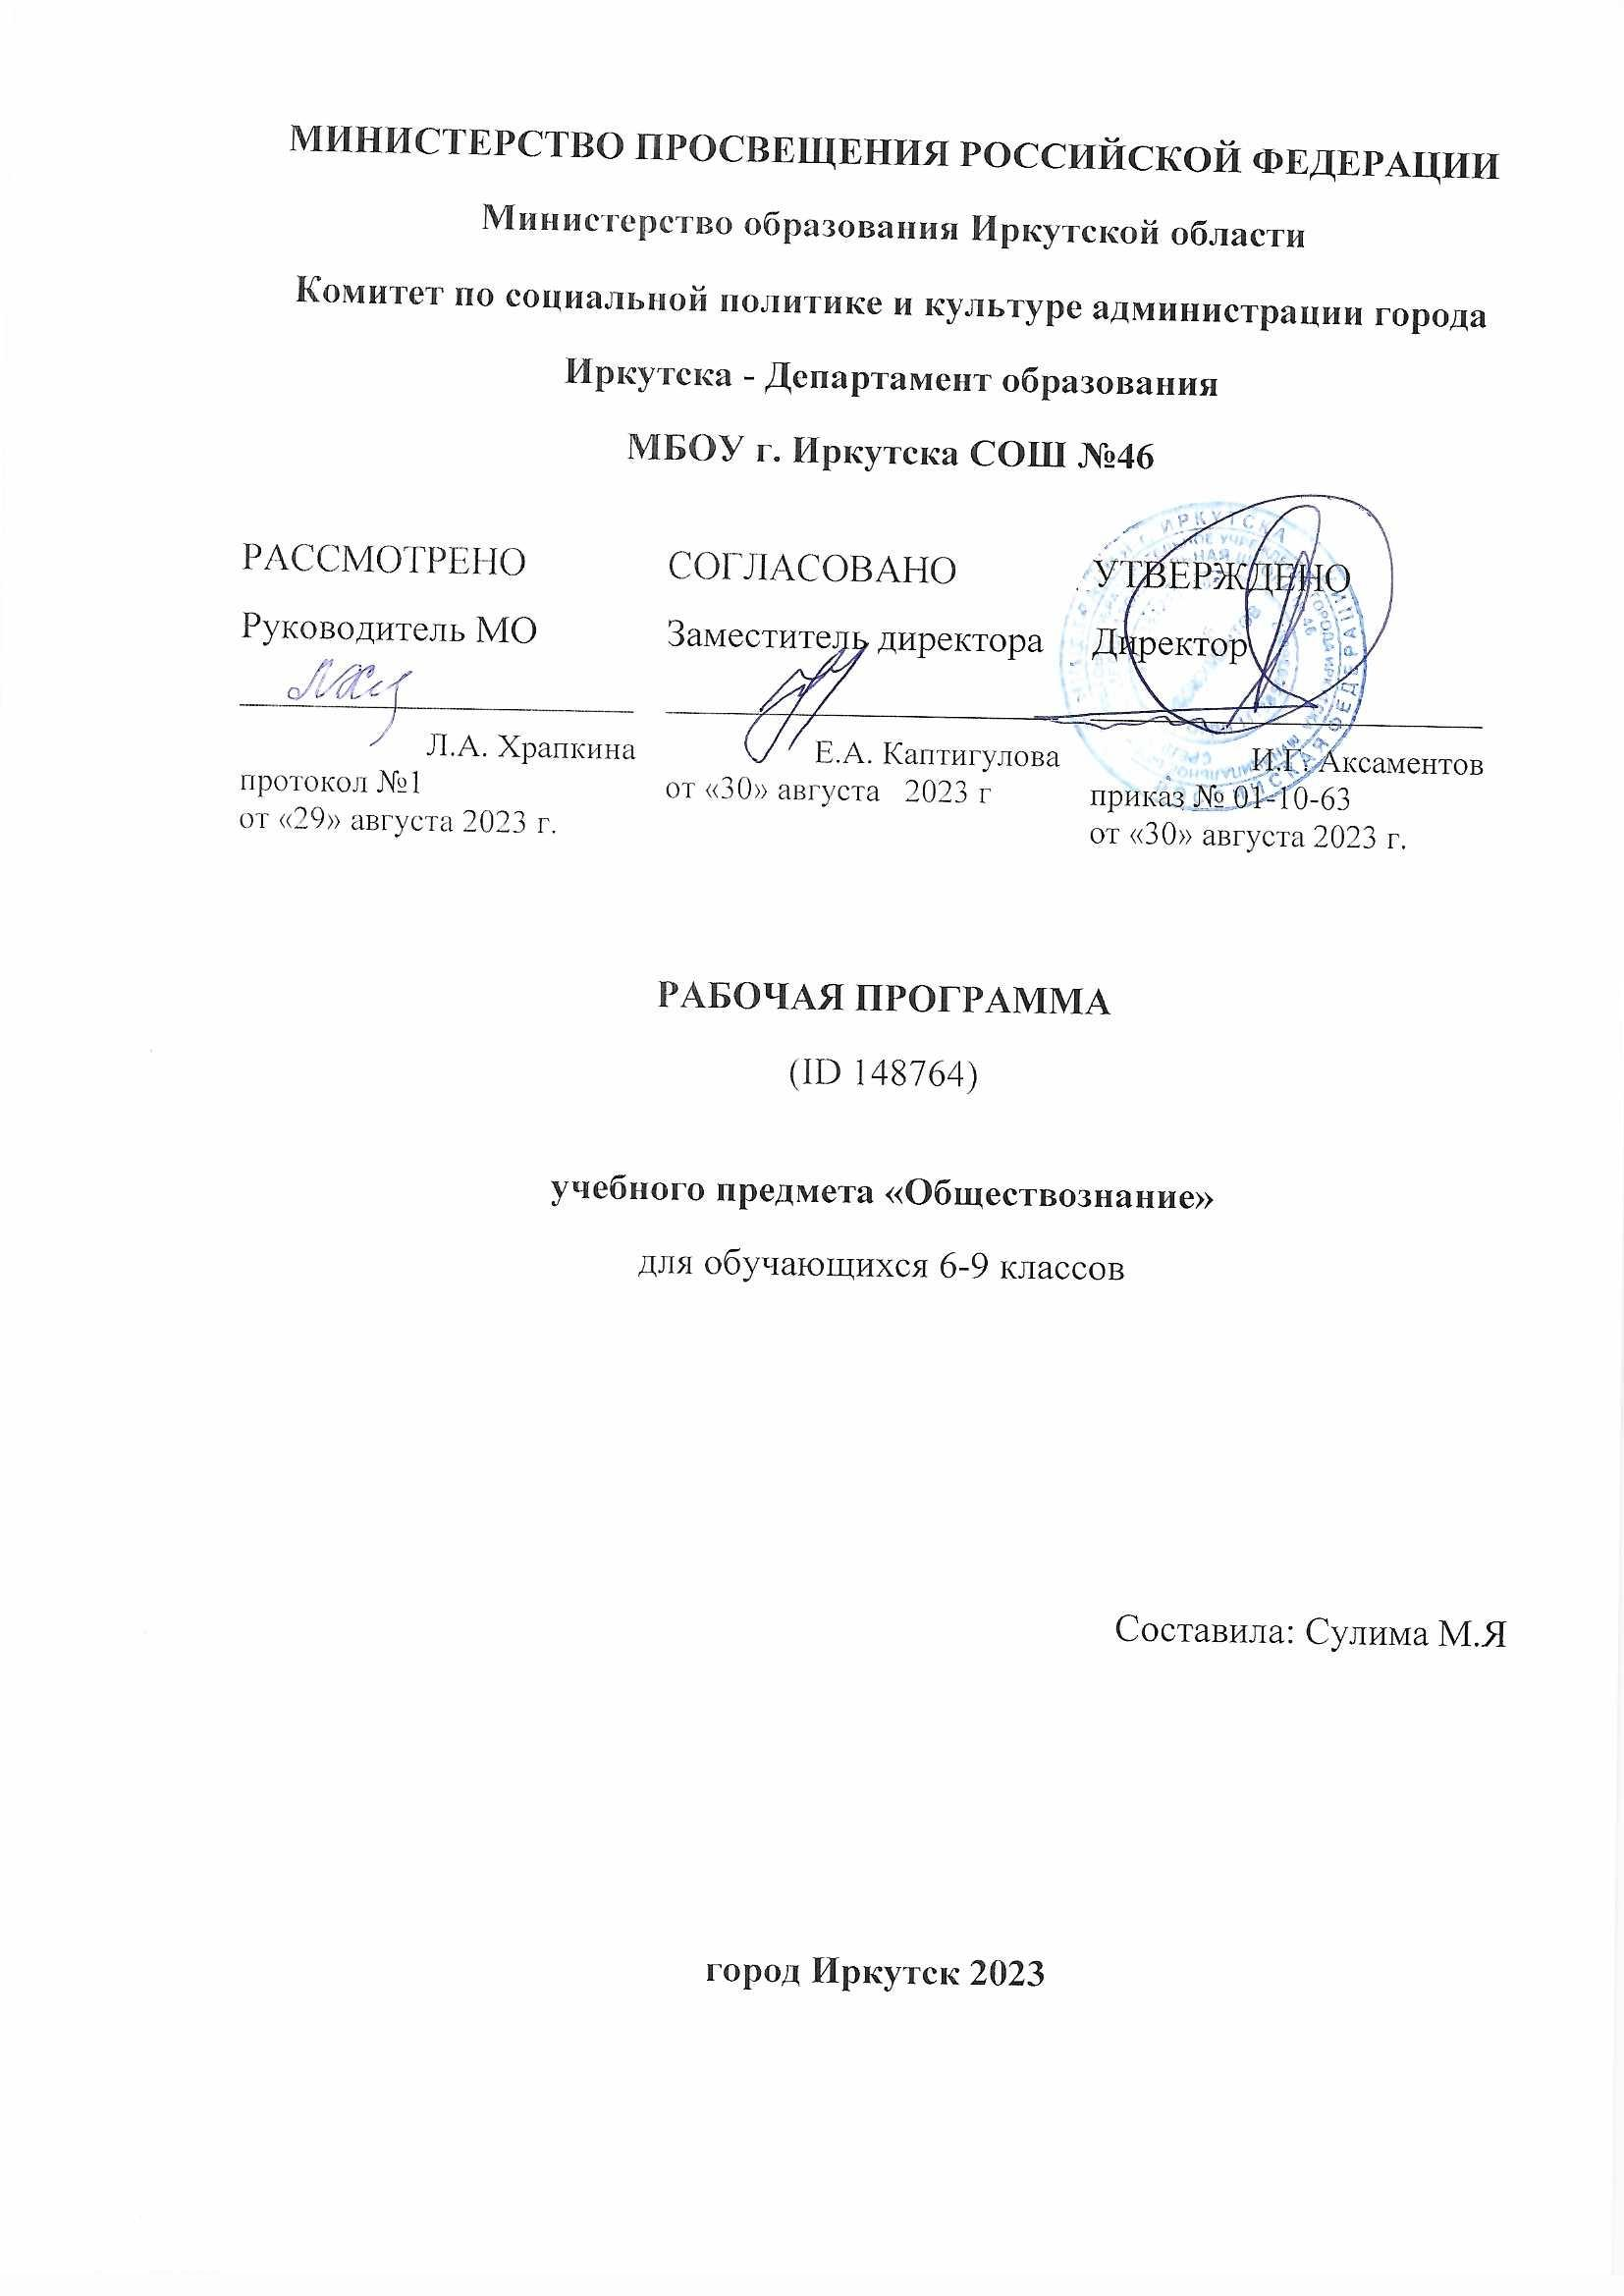 МИНИСТЕРСТВО ПРОСВЕЩЕНИЯ РОССИЙСКОЙ ФЕДЕРАЦИИ
Министерство образования Иркутской области
Комитет по социальной политике и культуре администрации города
Иркутска - Департамент образования
МБОУ г. Иркутска СОШ №46
РАССМОТРЕНО
Руководитель МО
Л.А. Храпкина
протокол №1
от «29» августа 2023 г.
СОГЛАСОВАНО
Заместитель директора
Е.А. Каптигулова
от «30» августа 2023 г
УТВЕРЖДЕНО
Директор
И.Г. Аксаментов
приказ № 01-10-63
от «30» августа 2023 г.
РАБОЧАЯ ПРОГРАММА
(ID 148764)
учебного предмета «Обществознание»
для обучающихся 6-9 классов
Составила: Сулима М.Я
город Иркутск 2023